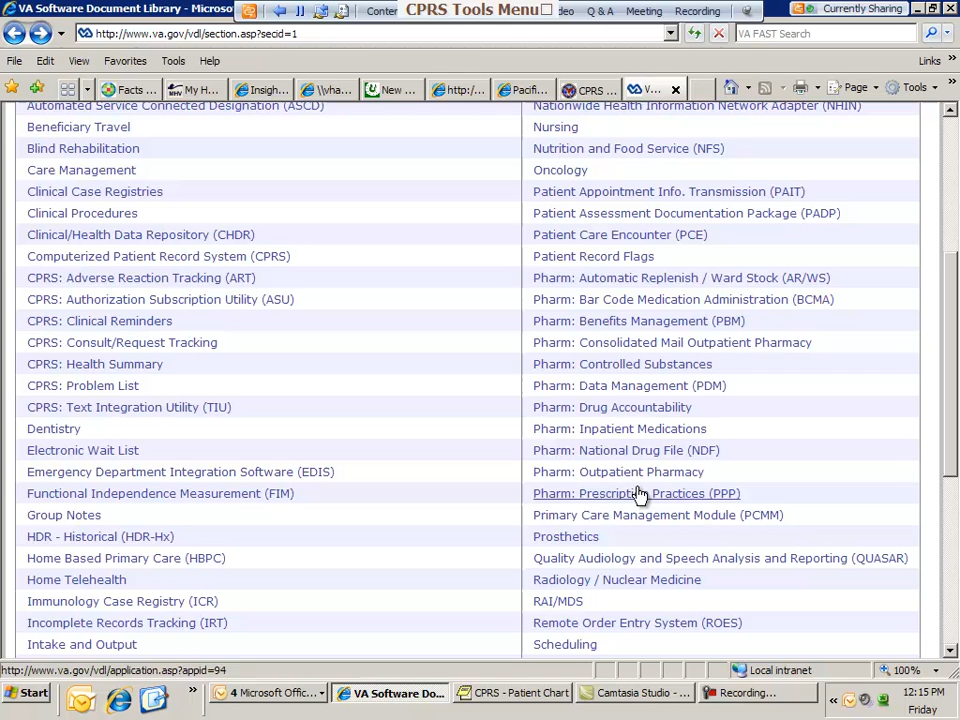 VA Software Document Library - Microso
Conter
CPRS Tools Menu
deo
Q & A
Meeting
Recording
Currently Sharing
http://www.va.gov/vdl/section.asp?secid=1
VA FAST Search
File Edit View Favorites Tools Help
Links »
Facts ...
My H...
Insigh...
\\vha...
New ...
http:/...
Pacifi...
CPRS ...
V...
Page
Tools
Automated Service Connected Designation (ASCD)
Beneficiary Travel
Blind Rehabilitation
Care Management
Clinical Case Registries
Clinical Procedures
Clinical/Health Data Repository (CHDR)
Computerized Patient Record System (CPRS)
CPRS: Adverse Reaction Tracking (ART)
CPRS: Authorization Subscription Utility (ASU)
CPRS: Clinical Reminders
CPRS: Consult/Request Tracking
CPRS: Health Summary
CPRS: Problem List
CPRS: Text Integration Utility (TIU)
Dentistry
Electronic Wait List
Emergency Department Integration Software (EDIS)
Functional Independence Measurement (FIM)
Group Notes
HDR - Historical (HDR-Hx)
Home Based Primary Care (HBPC)
Home Telehealth
Immunology Case Registry (ICR)
Incomplete Records Tracking (IRT)
Intake and Output
Nationwide Health Information Network Adapter (NHIN)
Nursing
Nutrition and Food Service (NFS)
Oncology
Patient Appointment Info. Transmission (PAIT)
Patient Assessment Documentation Package (PADP)
Patient Care Encounter (PCE)
Patient Record Flags
Pharm: Automatic Replenish / Ward Stock (AR/WS)
Pharm: Bar Code Medication Administration (BCMA)
Pharm: Benefits Management (PBM)
Pharm: Consolidated Mail Outpatient Pharmacy
Pharm: Controlled Substances
Pharm: Data Management (PDM)
Pharm: Drug Accountability
Pharm: Inpatient Medications
Pharm: National Drug File (NDF)
Pharm: Outpatient Pharmacy
Pharm: Prescription Practices (PPP)
Primary Care Management Module (PCMM)
Prosthetics
Quality Audiology and Speech Analysis and Reporting (QUASAR)
Radiology / Nuclear Medicine
RAI/MDS
Remote Order Entry System (ROES)
Scheduling
http://www.va.gov/vdl/application.asp?appid=94
Local intranet
100%
Start
»
4 Microsoft Offic...
VA Software Do...
CPRS - Patient Chart
Camtasia Studio - ...
Recording...
«
12:15 PM
Friday